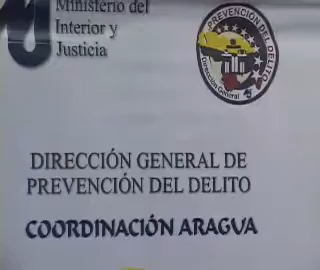 Ministerio del
Interior y
Justicia
PREVENCIÓN DEL DELITO
Dirección General
DIRECCIÓN GENERAL DE
PREVENCIÓN DEL DELITO
COORDINACIÓN ARAGUA